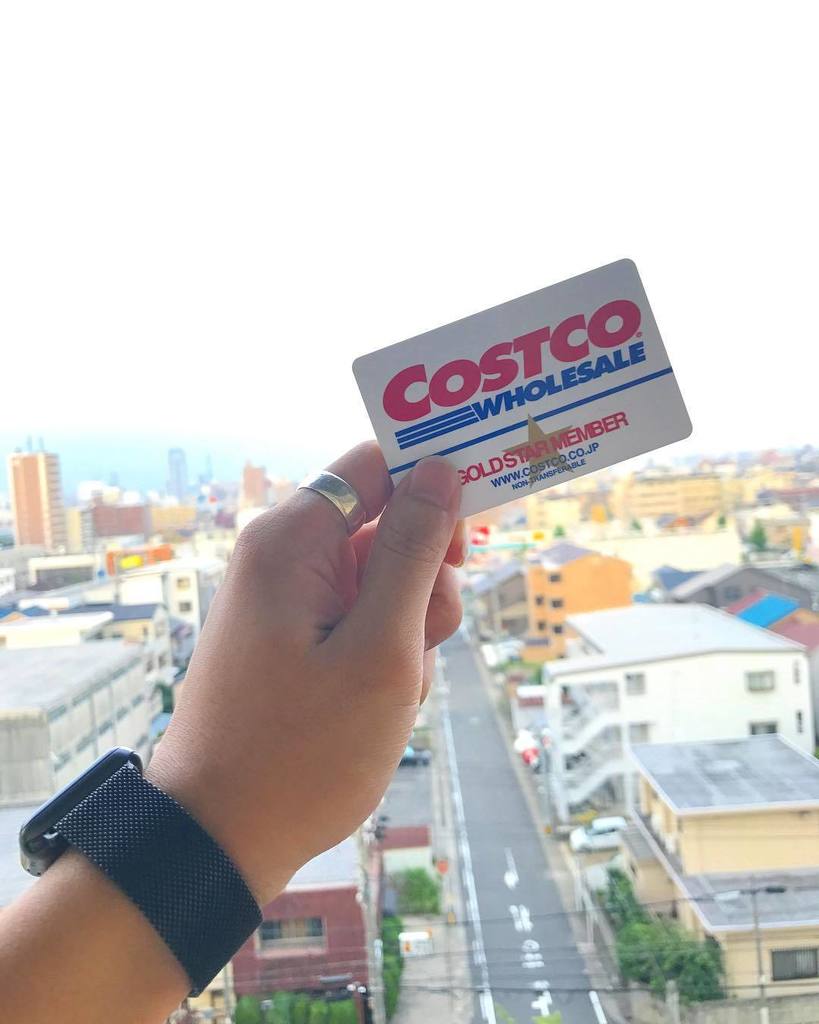 COSTCO
WHOLESALE
GOLD STAR MEMBER
WWW.COSTCO.CO.JP
NON-TRANSFERABLE